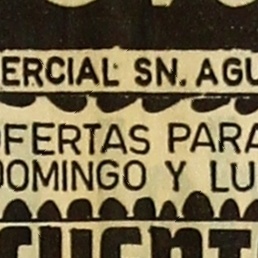 ERCIAL SN. AGU
OFERTAS PARA
DOMINGO Y LU